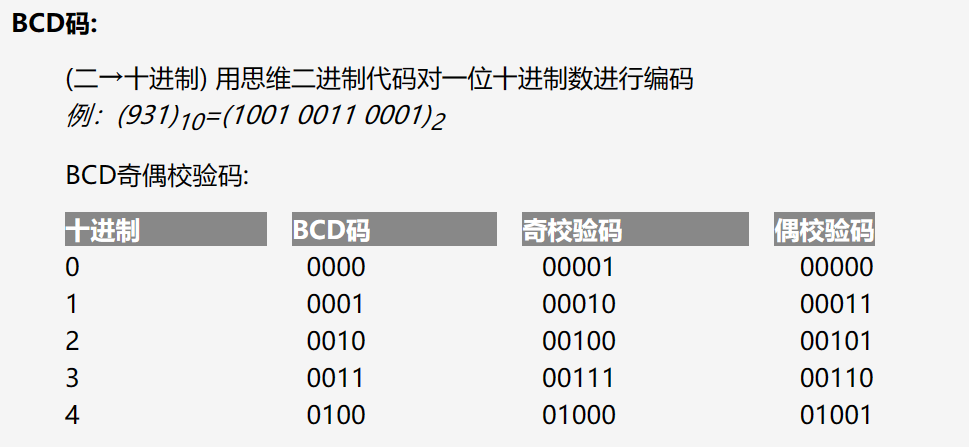 BCD码:
(二→十进制) 用思维二进制代码对一位十进制数进行编码
例：(931)10=(1001 0011 0001)2
BCD奇偶校验码:
十进制 BCD码 奇校验码 偶校验码
0 0000 00001 00000
1 0001 00010 00011
2 0010 00100 00101
3 0011 00111 00110
4 0100 01000 01001